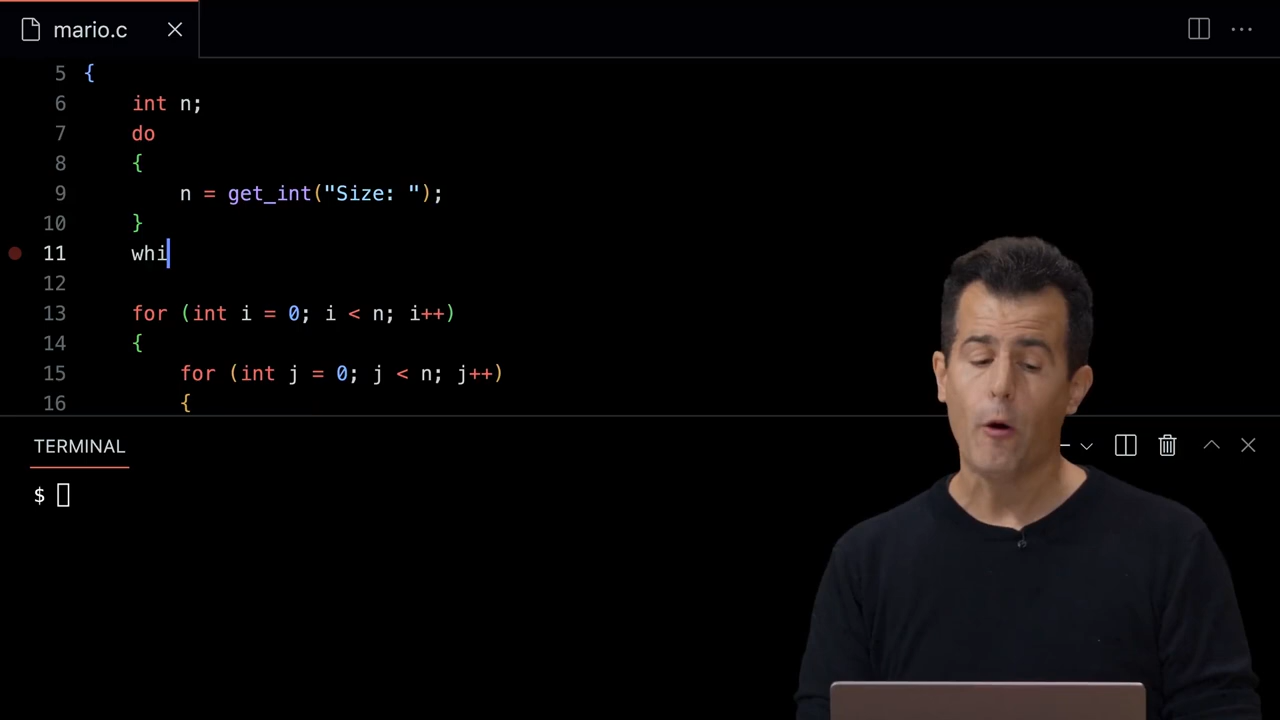 mario.c
5 {
6 int n;
7 do
8 {
9 n = get_int("Size: ");
10 }
11 whi
12
13 for (int i = 0; i < n; i++)
14 {
15 for (int j = 0; j < n; j++)
16 {
TERMINAL
$